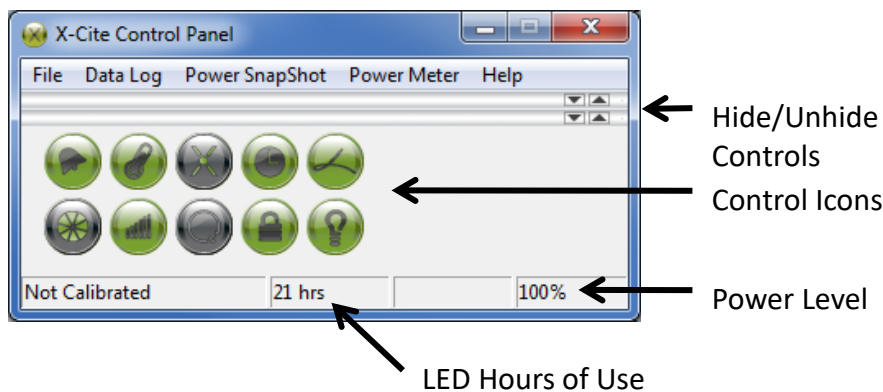 X-Cite Control Panel
File Data Log Power SnapShot Power Meter Help
Hide/Unhide
Controls
Control Icons
Not Calibrated 21 hrs 100%
Power Level
LED Hours of Use